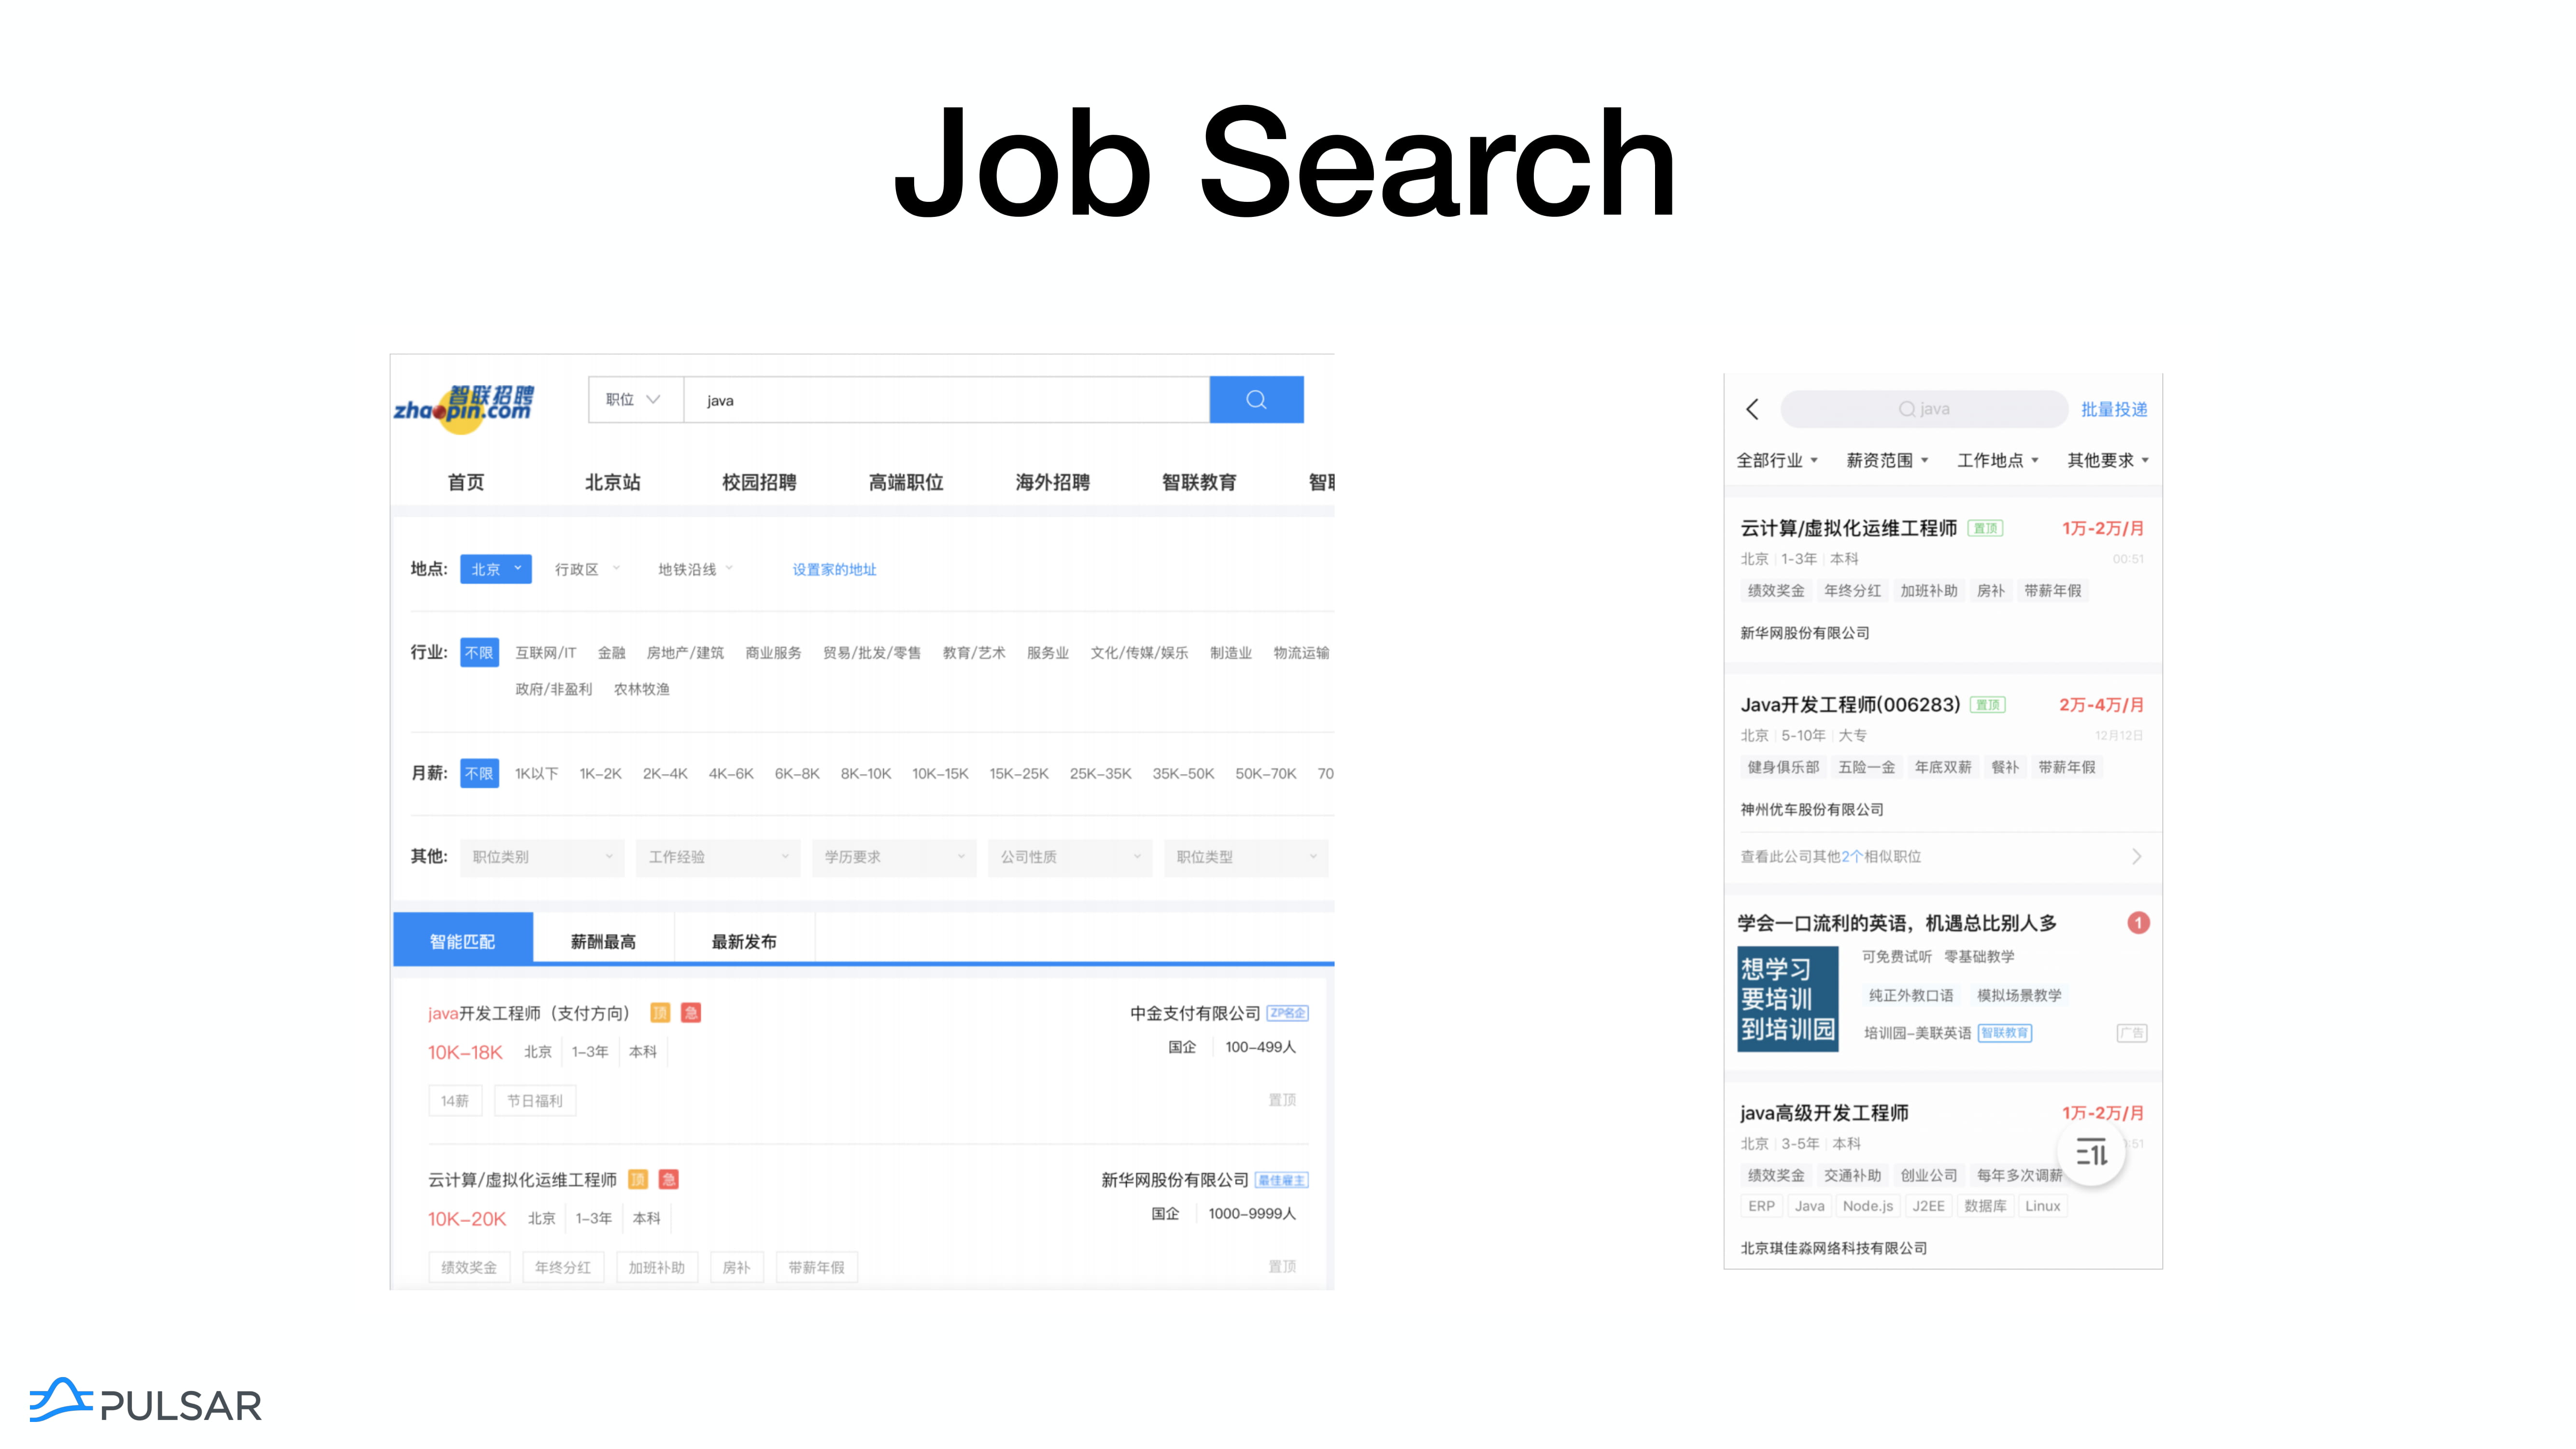 Job Search
智联招聘
zhaopin.com
职位 java
首页 北京站 校园招聘 高端职位 海外招聘 智联教育
地点: 北京 行政区 地铁沿线 设置家的地址
行业: 不限 互联网/IT 金融 房地产/建筑 商业服务 贸易/批发/零售 教育/艺术 服务业 文化/传媒/娱乐 制造业 物流运输
政府/非盈利 农林牧渔
月薪: 不限 1K以下 1K-2K 2K-4K 4K-6K 6K-8K 8K-10K 10K-15K 15K-25K 25K-35K 35K-50K 50K-70K 70
其他: 职位类别 工作经验 学历要求 公司性质 职位类型
智能匹配 薪酬最高 最新发布
java开发工程师（支付方向） 顶 急 中金支付有限公司 ZP名企
10K-18K 北京 1-3年 本科 国企 100-499人
14薪 节日福利 置顶
云计算/虚拟化运维工程师 顶 急 新华网股份有限公司 最佳雇主
10K-20K 北京 1-3年 本科 国企 1000-9999人
绩效奖金 年终分红 加班补助 房补 带薪年假 置顶
java 批量投递
全部行业 薪资范围 工作地点 其他要求
云计算/虚拟化运维工程师 置顶 1万-2万/月
北京 1-3年 本科 00:51
绩效奖金 年终分红 加班补助 房补 带薪年假
新华网股份有限公司
Java开发工程师(006283) 置顶 2万-4万/月
北京 5-10年 大专 12月12日
健身俱乐部 五险一金 年底双薪 餐补 带薪年假
神州优车股份有限公司
查看此公司其他2个相似职位
学会一口流利的英语，机遇总比别人多 1
想学习
要培训
到培训园
可免费试听 零基础教学
纯正外教口语 模拟场景教学
培训园-美联英语 智联教育 广告
java高级开发工程师 1万-2万/月
北京 3-5年 本科 :51
绩效奖金 交通补助 创业公司 每年多次调薪
ERP Java Node.js J2EE 数据库 Linux
北京琪佳淼网络科技有限公司
PULSAR